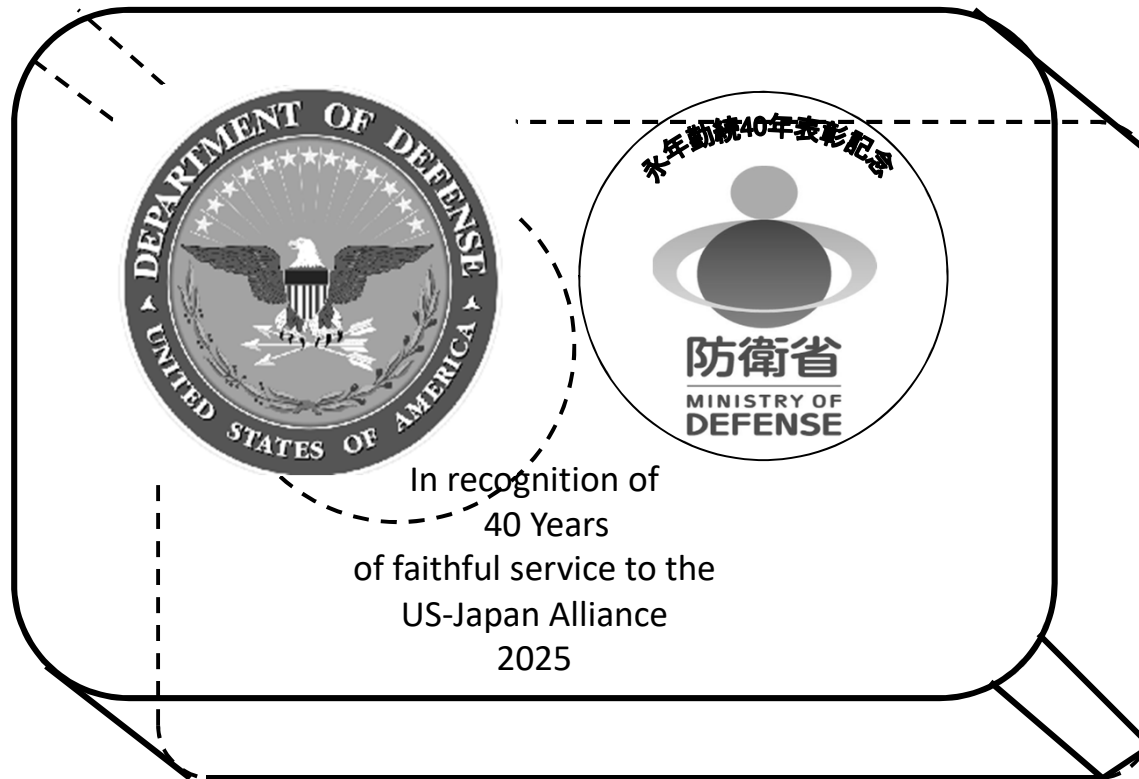 DEPARTMENT OF DEFENSE
UNITED STATES OF AMERICA
永年勤続40年表彰記念
防衛省
MINISTRY OF
DEFENSE
In recognition of
40 Years
of faithful service to the
US-Japan Alliance
2025